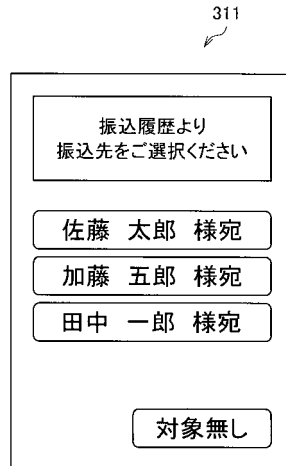 311
振込履歴より
振込先をご選択ください
佐藤　太郎　様宛
加藤　五郎　様宛
田中　一郎　様宛
対象無し